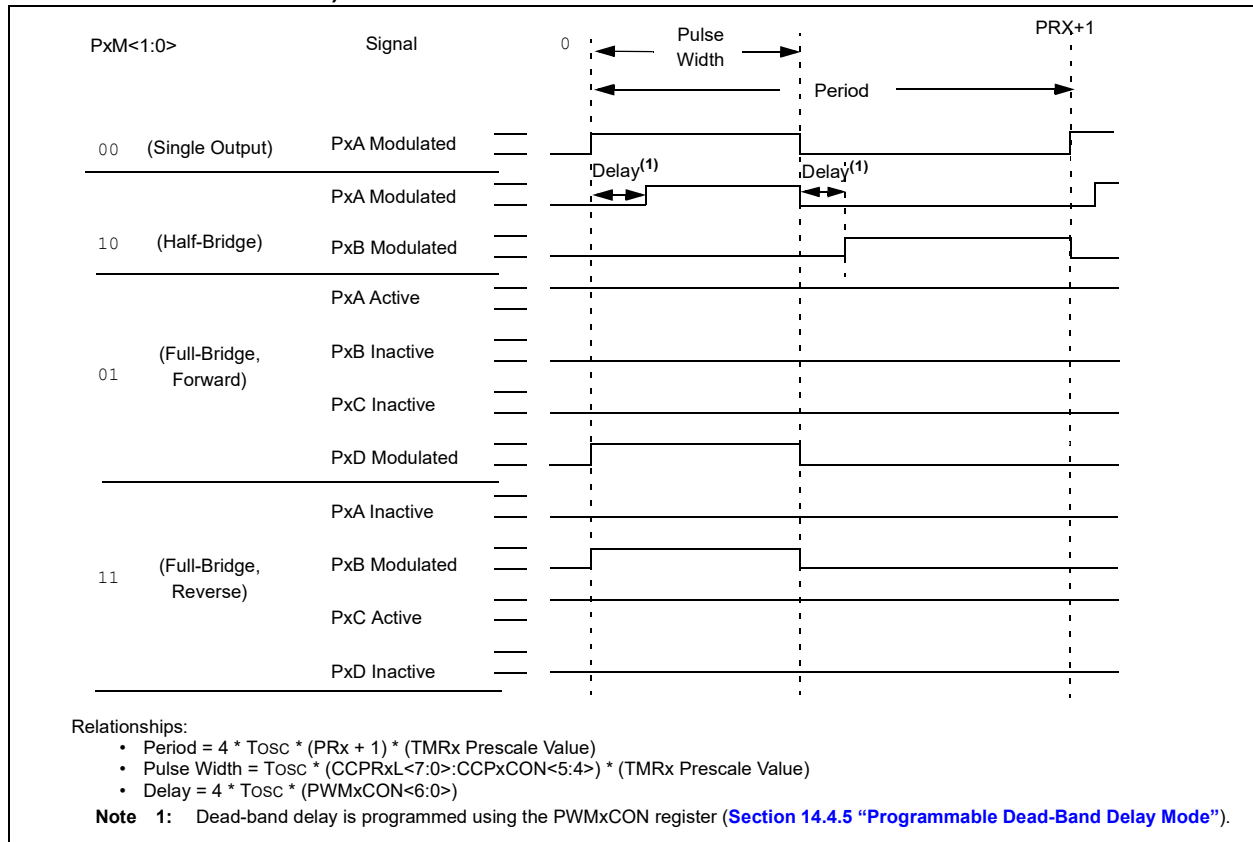 PxM<1:0> Signal 0 Pulse Width PRX+1
Period
00 (Single Output) PxA Modulated
Delay(1) Delay(1)
PxA Modulated
10 (Half-Bridge) PxB Modulated
PxA Active
01 (Full-Bridge, Forward) PxB Inactive
PxC Inactive
PxD Modulated
PxA Inactive
11 (Full-Bridge, Reverse) PxB Modulated
PxC Active
PxD Inactive
Relationships:
• Period = 4 * TOSC * (PRx + 1) * (TMRx Prescale Value)
• Pulse Width = TOSC * (CCPRxL<7:0>:CCPxCON<5:4>) * (TMRx Prescale Value)
• Delay = 4 * TOSC * (PWMxCON<6:0>)
Note 1: Dead-band delay is programmed using the PWMxCON register (Section 14.4.5 “Programmable Dead-Band Delay Mode”).